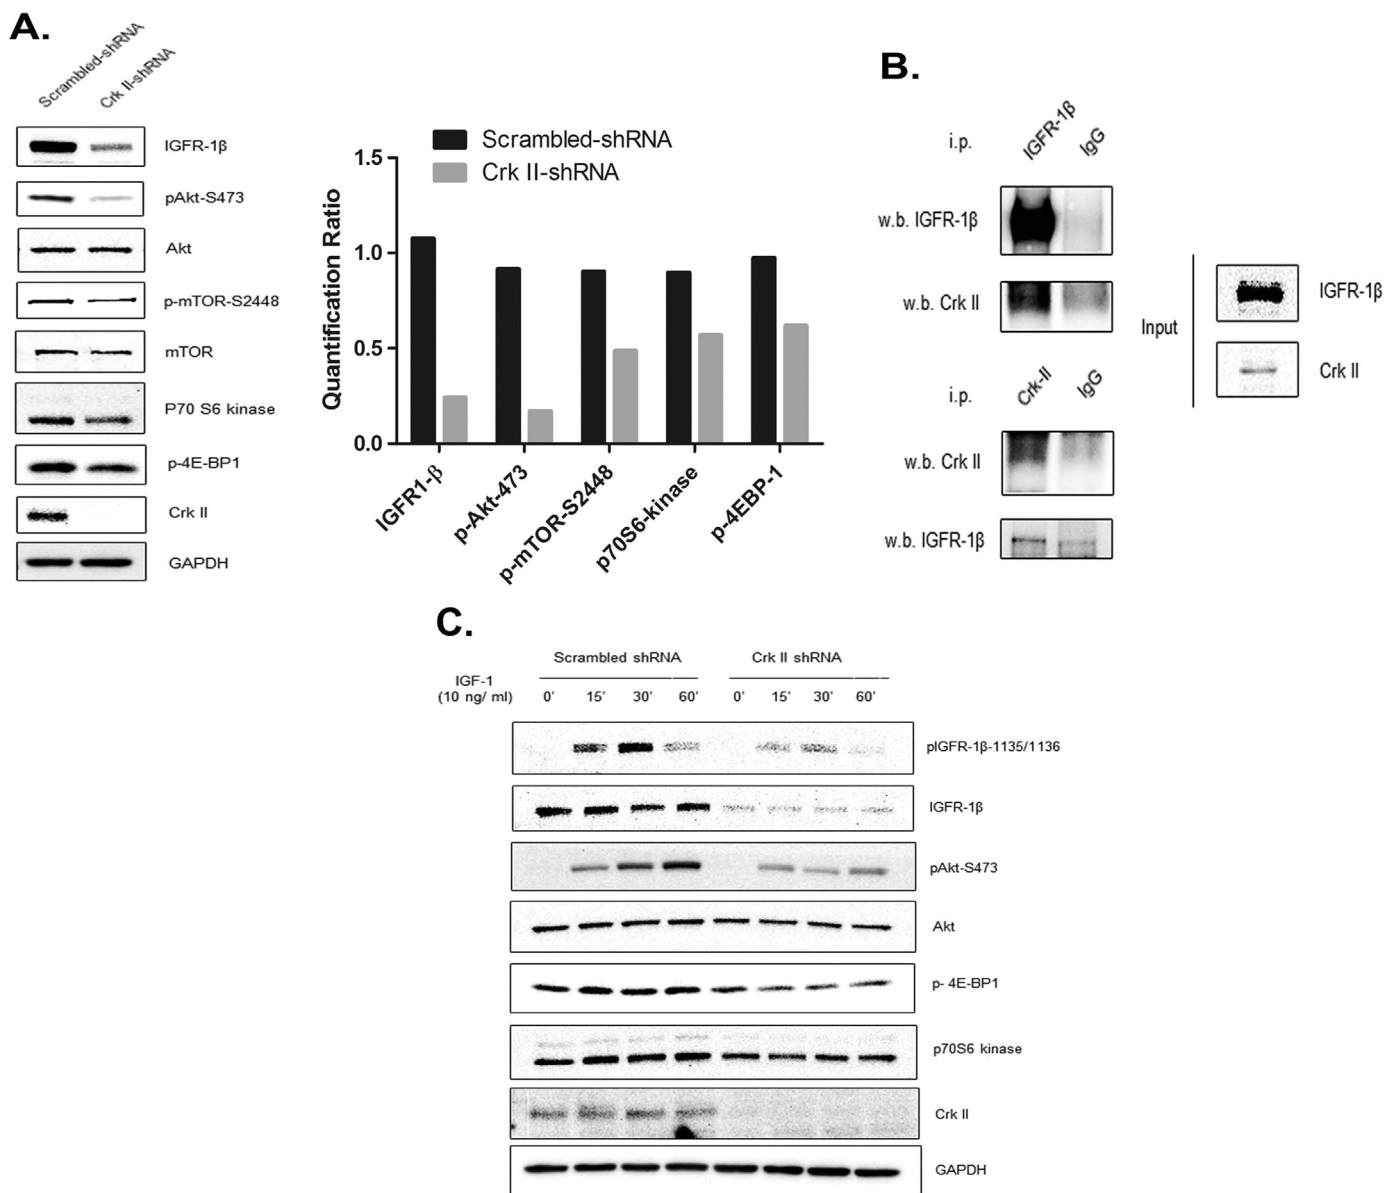 A.
Scrambled-shRNA
Crk II-shRNA
IGFR-1β
pAkt-S473
Akt
p-mTOR-S2448
mTOR
P70 S6 kinase
p-4E-BP1
Crk II
GAPDH
Scrambled-shRNA
Crk II-shRNA
Quantification Ratio
1.5
1.0
0.5
0.0
IGFR1-β
p-Akt-473
p-mTOR-S2448
p70S6-kinase
p-4EBP-1
B.
i.p.
IGFR-1β
IgG
w.b. IGFR-1β
w.b. Crk II
i.p.
Crk-II
IgG
w.b. Crk II
w.b. IGFR-1β
Input
IGFR-1β
Crk II
C.
Scrambled shRNA
Crk II shRNA
IGF-1
(10 ng/ ml)
0' 15' 30' 60' 0' 15' 30' 60'
pIGFR-1β-1135/1136
IGFR-1β
pAkt-S473
Akt
p- 4E-BP1
p70S6 kinase
Crk II
GAPDH